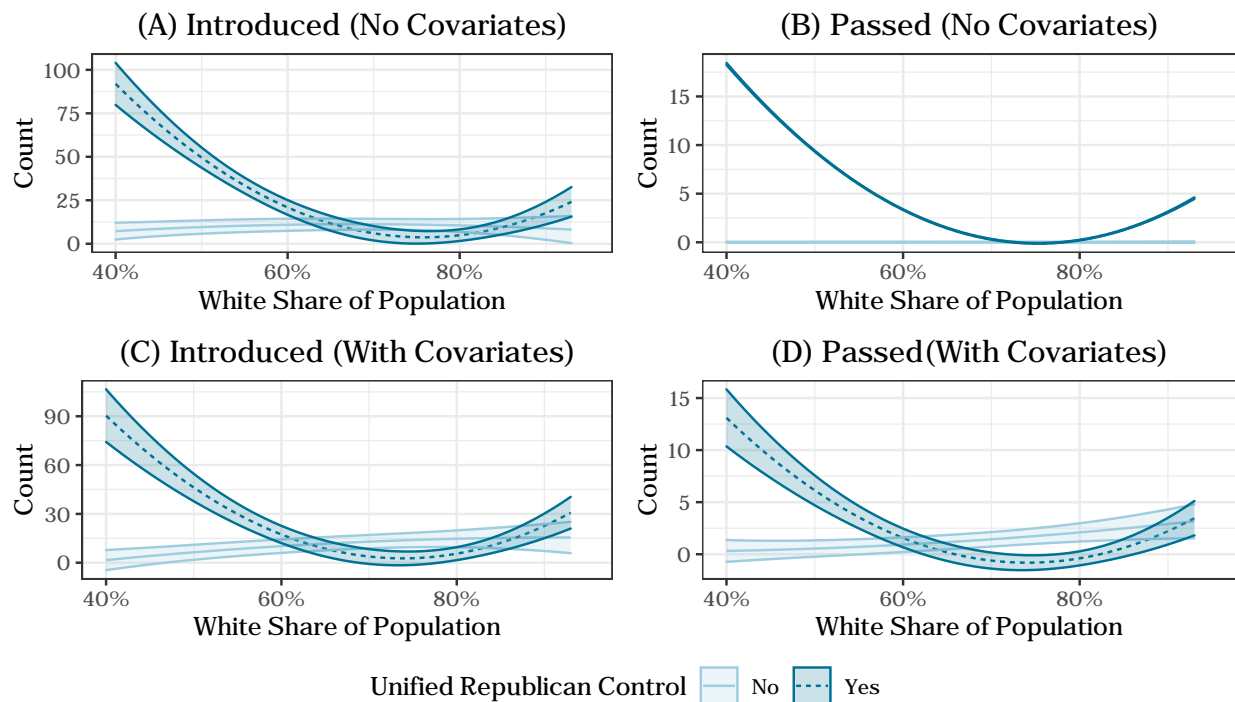 (A) Introduced (No Covariates)
100
75
50
25
0
Count
40%
60%
80%
White Share of Population
(B) Passed (No Covariates)
15
10
5
0
Count
40%
60%
80%
White Share of Population
(C) Introduced (With Covariates)
90
60
30
0
Count
40%
60%
80%
White Share of Population
(D) Passed(With Covariates)
15
10
5
0
Count
40%
60%
80%
White Share of Population
Unified Republican Control No Yes